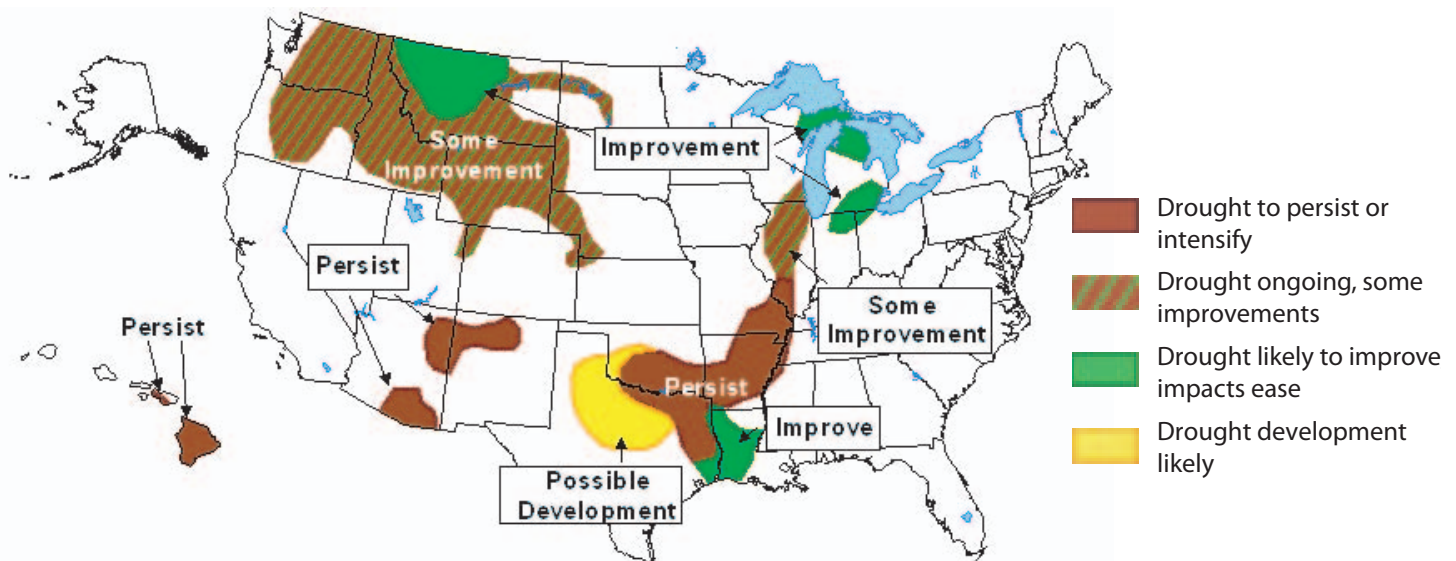 Some
Improvement
Improvement
Persist
Persist
Some
Improvement
Persist
Improve
Possible
Development
Drought to persist or
intensify
Drought ongoing, some
improvements
Drought likely to improve
impacts ease
Drought development
likely